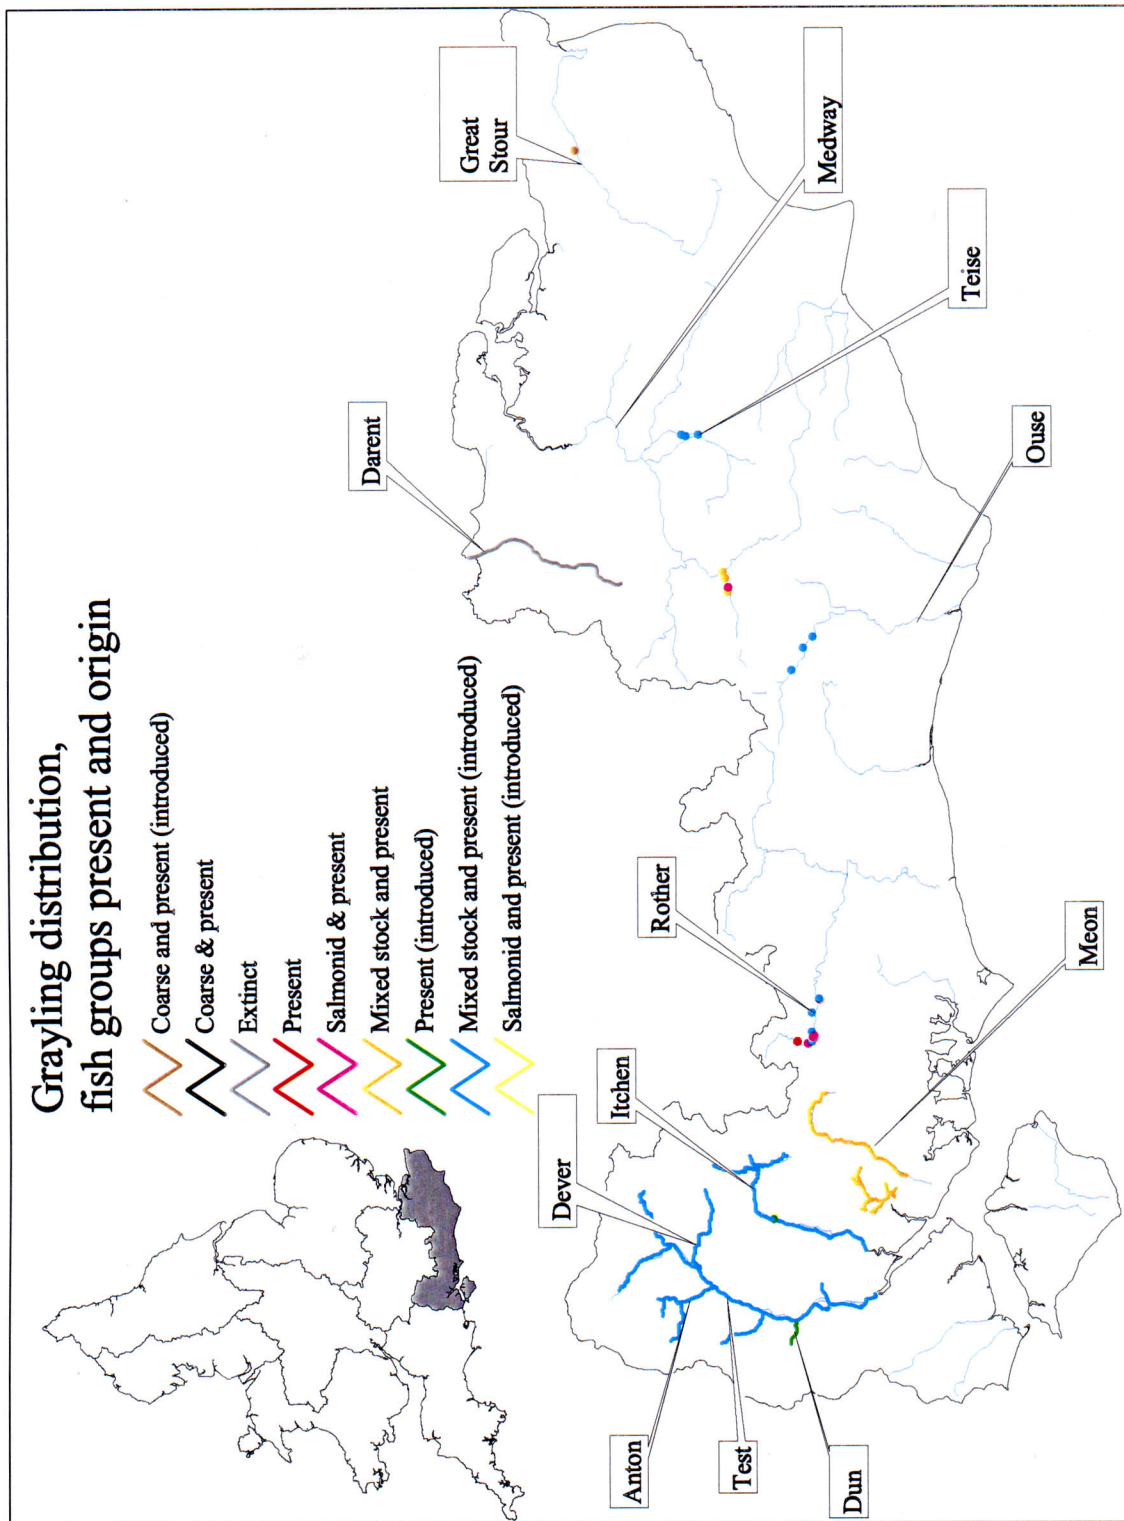 Grayling distribution,
fish groups present and origin
Coarse and present (introduced)
Coarse & present
Extinct
Present
Salmonid & present
Mixed stock and present
Present (introduced)
Mixed stock and present (introduced)
Salmonid and present (introduced)
Anton
Test
Dun
Dever
Itchen
Rother
Meon
Darent
Ouse
Great
Stour
Medway
Teise